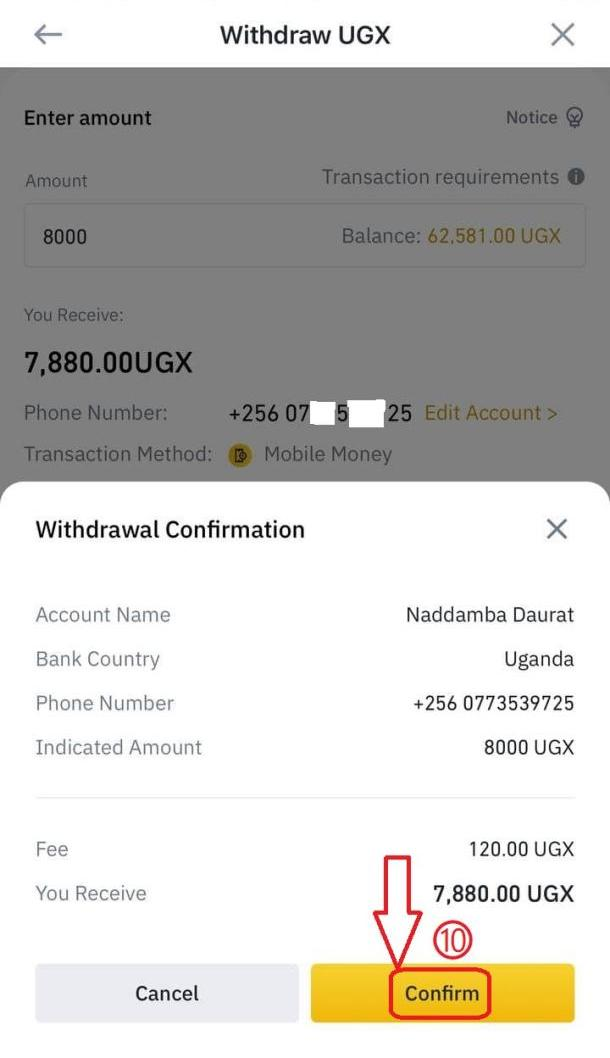 Withdraw UGX
Enter amount
Notice
Amount
Transaction requirements
8000
Balance: 62,581.00 UGX
You Receive:
7,880.00UGX
Phone Number: +256 07 5 25 Edit Account >
Transaction Method: Mobile Money
Withdrawal Confirmation
Account Name Naddamba Daurat
Bank Country Uganda
Phone Number +256 0773539725
Indicated Amount 8000 UGX
Fee 120.00 UGX
You Receive 7,880.00 UGX
⑩
Cancel Confirm